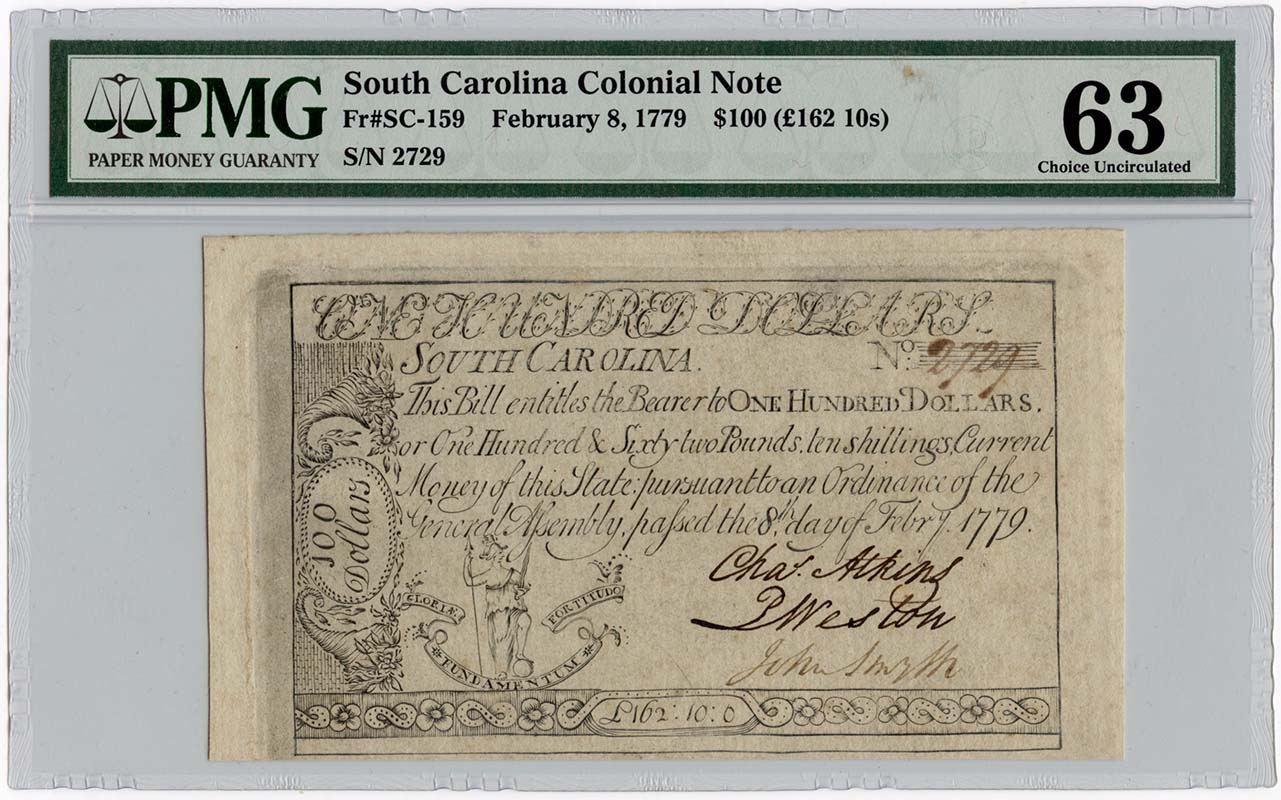 PMG
PAPER MONEY GUARANTY
South Carolina Colonial Note
Fr#SC-159 February 8, 1779 $100 (£162 10s)
S/N 2729
63
Choice Uncirculated
ONE HUNDRED DOLLARS.
SOUTH CAROLINA. No. 2729
This Bill entitles the Bearer to ONE HUNDRED DOLLARS.
or One Hundred & Sixty two Pounds, ten shillings, Current
Money of this State; pursuant to an Ordinance of the
General Assembly, passed the 8th, day of Febry. 1779.
100 Dollars.
Chas. Atkins
P Weston
John Smyth
GLORIÆ FORTITUDO
FUNDAMENTUM
£162:10:0